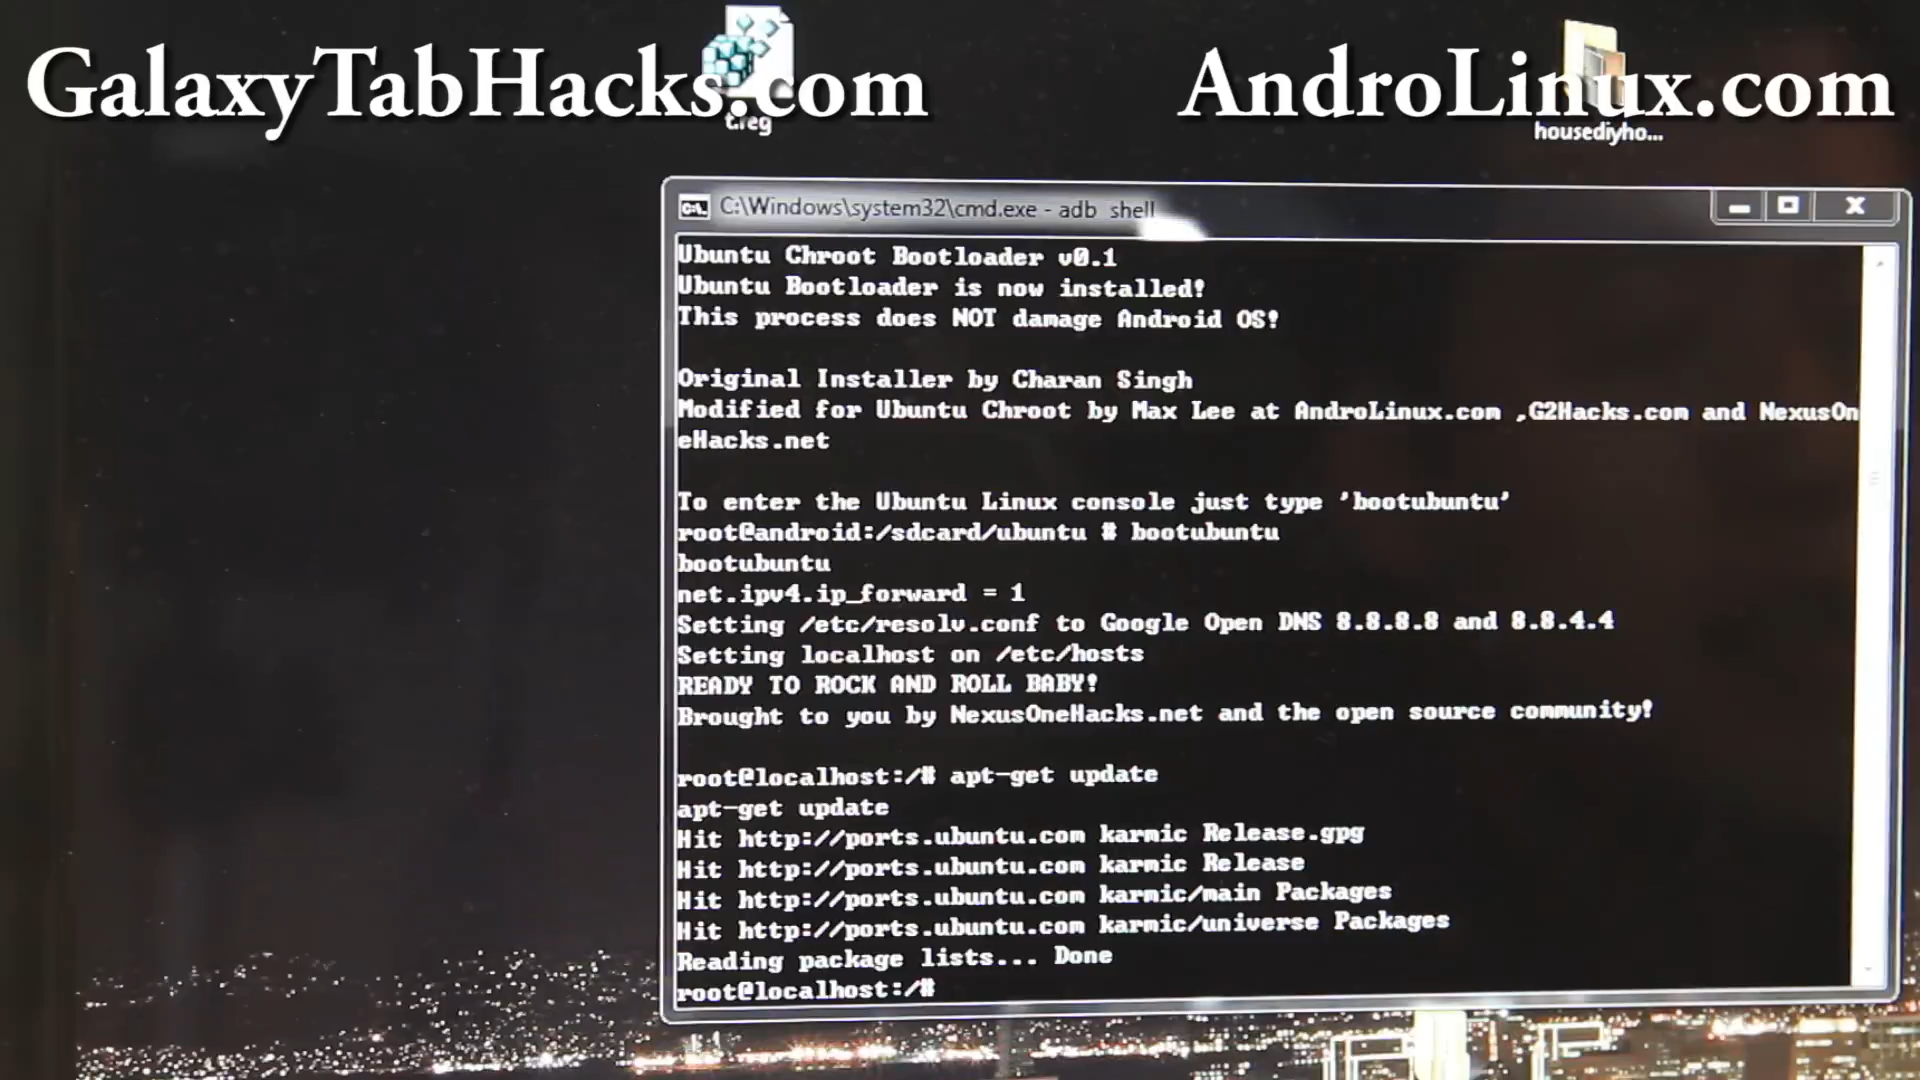 GalaxyTabHacks.com
AndroLinux.com
t.reg
housediyho...
C:\Windows\system32\cmd.exe - adb shell
Ubuntu Chroot Bootloader v0.1
Ubuntu Bootloader is now installed!
This process does NOT damage Android OS!
Original Installer by Charan Singh
Modified for Ubuntu Chroot by Max Lee at AndroLinux.com ,G2Hacks.com and NexusOn
eHacks.net
To enter the Ubuntu Linux console just type 'bootubuntu'
root@android:/sdcard/ubuntu # bootubuntu
bootubuntu
net.ipv4.ip_forward = 1
Setting /etc/resolv.conf to Google Open DNS 8.8.8.8 and 8.8.4.4
Setting localhost on /etc/hosts
READY TO ROCK AND ROLL BABY!
Brought to you by NexusOneHacks.net and the open source community!
root@localhost:/# apt-get update
apt-get update
Hit http://ports.ubuntu.com karmic Release.gpg
Hit http://ports.ubuntu.com karmic Release
Hit http://ports.ubuntu.com karmic/main Packages
Hit http://ports.ubuntu.com karmic/universe Packages
Reading package lists... Done
root@localhost:/#